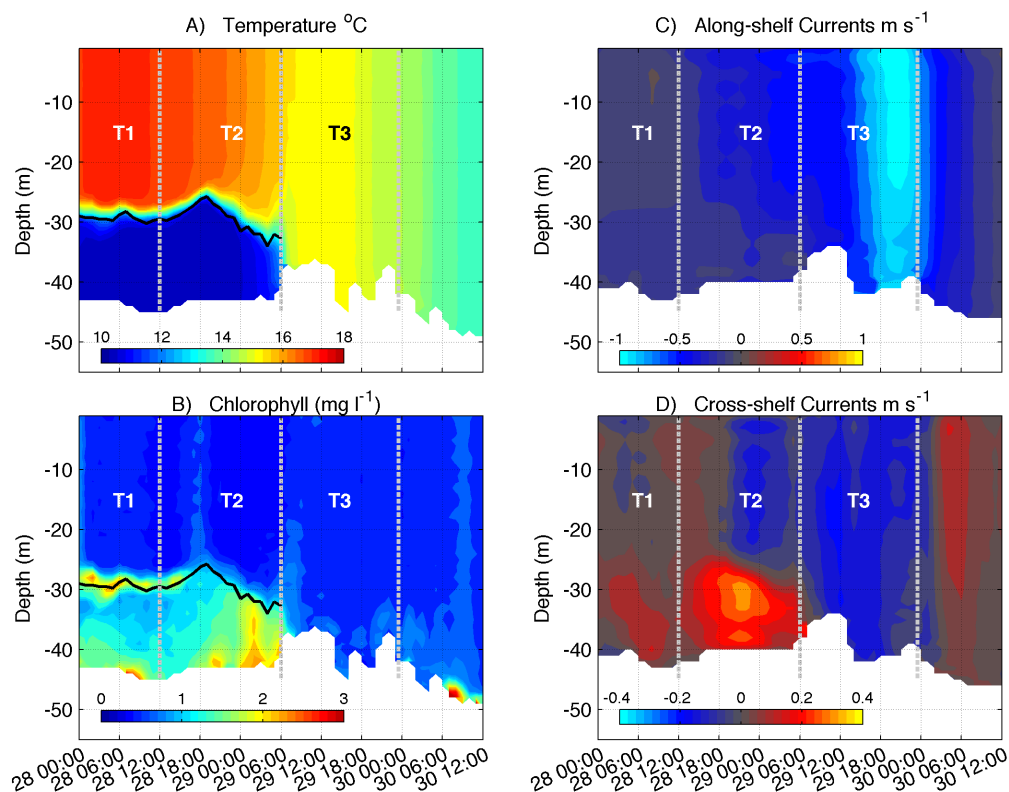 A) Temperature ºC
-10
-20
-30
-40
-50
Depth (m)
T1 T2 T3
10 12 14 16 18
C) Along-shelf Currents m s-1
-10
-20
-30
-40
-50
Depth (m)
T1 T2 T3
-1 -0.5 0 0.5 1
B) Chlorophyll (mg l-1)
-10
-20
-30
-40
-50
Depth (m)
T1 T2 T3
0 1 2 3
28 00:00 28 06:00 28 12:00 28 18:00 29 00:00 29 06:00 29 12:00 29 18:00 30 00:00 30 06:00 30 12:00
D) Cross-shelf Currents m s-1
-10
-20
-30
-40
-50
Depth (m)
T1 T2 T3
-0.4 -0.2 0 0.2 0.4
28 00:00 28 06:00 28 12:00 28 18:00 29 00:00 29 06:00 29 12:00 29 18:00 30 00:00 30 06:00 30 12:00